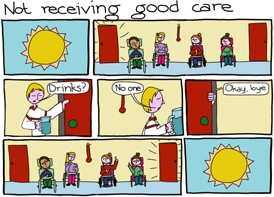 Not receiving good care
Drinks?
No one
Okay, bye